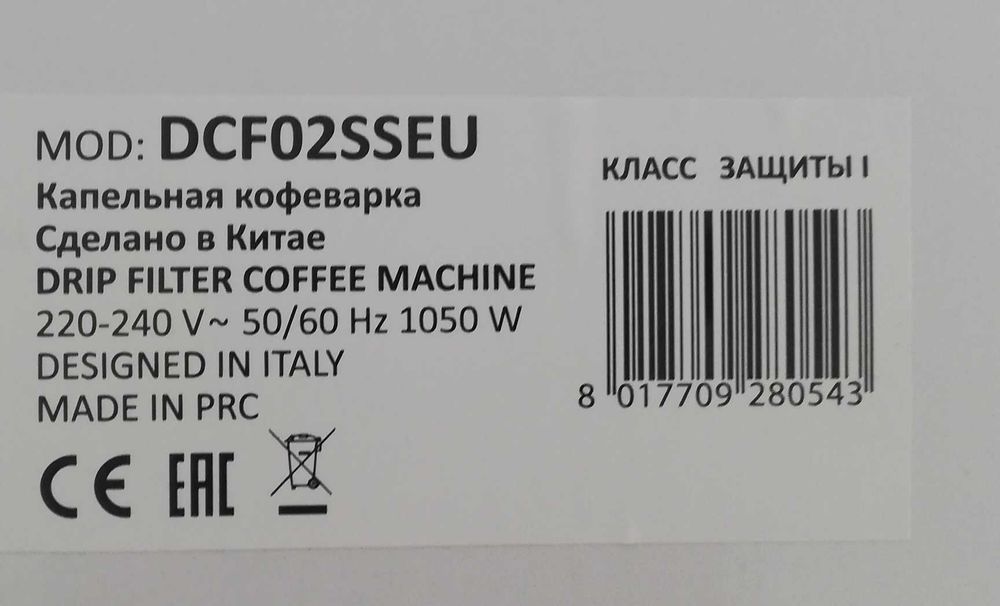 MOD: DCF02SSEU
Капельная кофеварка
Сделано в Китае
DRIP FILTER COFFEE MACHINE
220-240 V~ 50/60 Hz 1050 W
DESIGNED IN ITALY
MADE IN PRC
CE EAC
КЛАСС ЗАЩИТЫ I
8 017709 280543